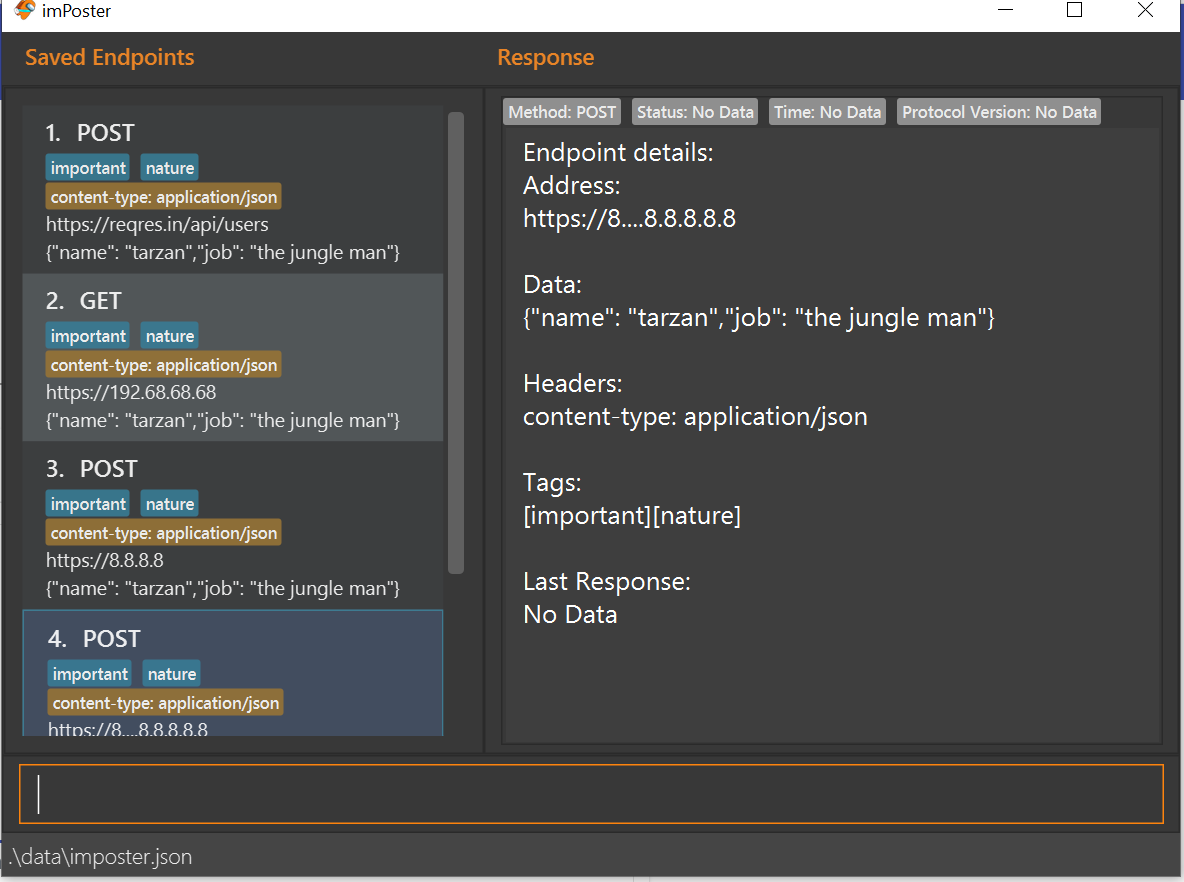 imPoster
Saved Endpoints
1. POST
important nature
content-type: application/json
https://reqres.in/api/users
{"name": "tarzan","job": "the jungle man"}
2. GET
important nature
content-type: application/json
https://192.68.68.68
{"name": "tarzan","job": "the jungle man"}
3. POST
important nature
content-type: application/json
https://8.8.8.8
{"name": "tarzan","job": "the jungle man"}
4. POST
important nature
content-type: application/json
https://8....8.8.8.8.8
Response
Method: POST Status: No Data Time: No Data Protocol Version: No Data
Endpoint details:
Address:
https://8....8.8.8.8.8
Data:
{"name": "tarzan","job": "the jungle man"}
Headers:
content-type: application/json
Tags:
[important][nature]
Last Response:
No Data
.\data\imposter.json